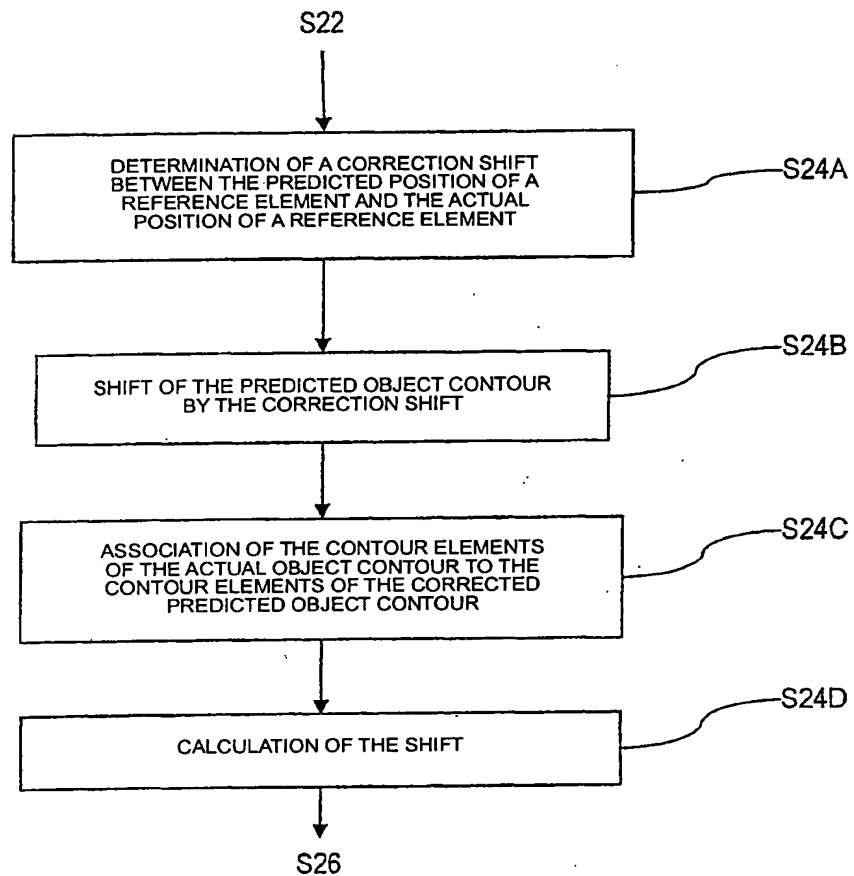 S22
DETERMINATION OF A CORRECTION SHIFT
BETWEEN THE PREDICTED POSITION OF A
REFERENCE ELEMENT AND THE ACTUAL
POSITION OF A REFERENCE ELEMENT
S24A
SHIFT OF THE PREDICTED OBJECT CONTOUR
BY THE CORRECTION SHIFT
S24B
ASSOCIATION OF THE CONTOUR ELEMENTS
OF THE ACTUAL OBJECT CONTOUR TO THE
CONTOUR ELEMENTS OF THE CORRECTED
PREDICTED OBJECT CONTOUR
S24C
CALCULATION OF THE SHIFT
S24D
S26